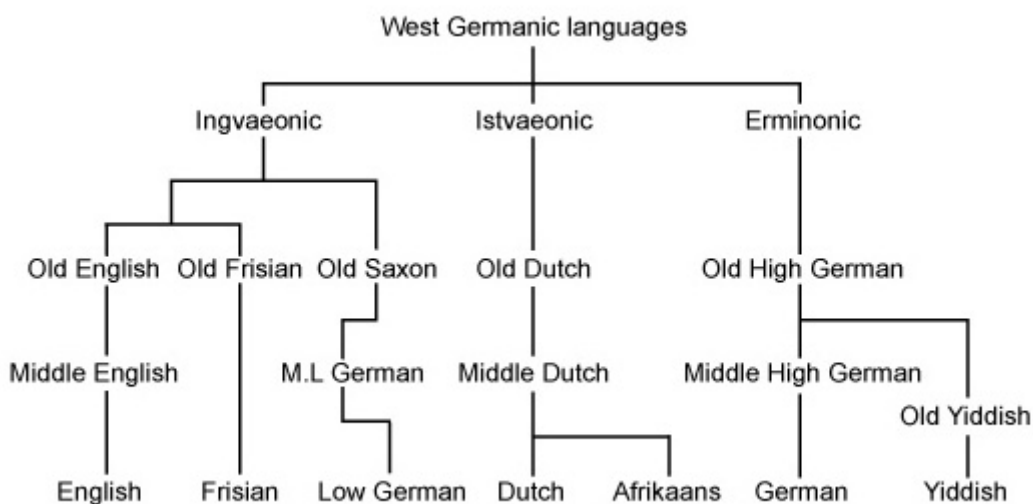 West Germanic languages
Ingvaeonic Istvaeonic Erminonic
Old English Old Frisian Old Saxon Old Dutch Old High German
Middle English M.L German Middle Dutch Middle High German
Old Yiddish
English Frisian Low German Dutch Afrikaans German Yiddish